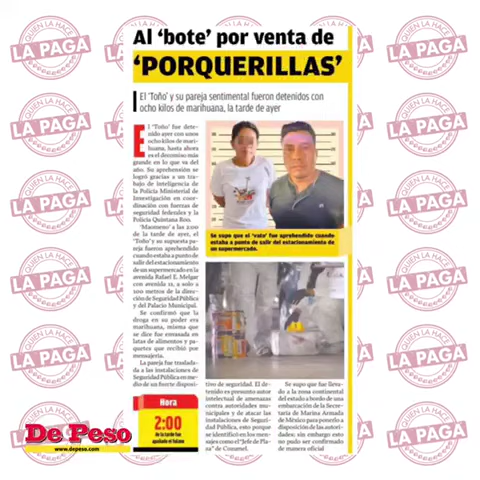 Al ‘bote’ por venta de
‘PORQUERILLAS’
El ‘Toño’ y su pareja sentimental fueron detenidos con
ocho kilos de marihuana, la tarde de ayer
El ‘Toño’ fue dete-
nido ayer con unos
ocho kilos de mari-
huana, hasta ahora
es el decomiso más
grande en lo que va del
año. Su aprehensión se
logró gracias a un tra-
bajo de inteligencia de
la Policía Ministerial de
Investigación en coor-
dinación con fuerzas de
seguridad federales y la
Policía Quintana Roo.
“Masomero” a las 2:00
de la tarde de ayer, el
‘Toño’ y su supuesta pa-
reja fueron aprehendido
cuando estaba a punto de
salir del estacionamiento
de un supermercado en la
avenida Rafael E. Melgar
con avenida 11, a solo a
100 metros de la direc-
ción de Seguridad Pública
y del Palacio Municipal.
Se confirmó que la
droga en su poder era
marihuana, misma que
se dice fue envasada en
latas de alimentos y pa-
quetes que recibió por
mensajería.
La pareja fue traslada-
da a las instalaciones de
Seguridad Pública en me-
dio de un fuerte disposi-
Se supo que el ‘vato’ fue aprehendido cuando
estaba a punto de salir del estacionamiento de
un supermercado.
tivo de seguridad. El de-
tenido es presunto autor
intelectual de amenazas
contra autoridades mu-
nicipales y de atacar las
instalaciones de Segu-
ridad Pública, esto porque
se identificó en los men-
sajes como el “Jefe de Pla-
za” de Cozumel.
Se supo que fue lleva-
do a la zona continental
del estado a bordo de una
embarcación de la Secre-
taría de Marina Armada
de México para ponerlo a
disposición de las autori-
dades; sin embargo esto
no pudo ser confirmado
de manera oficial
Hora
2:00
de la tarde fue
De Peso
www.depeso.com
QUIEN LA HACE
LA PAGA